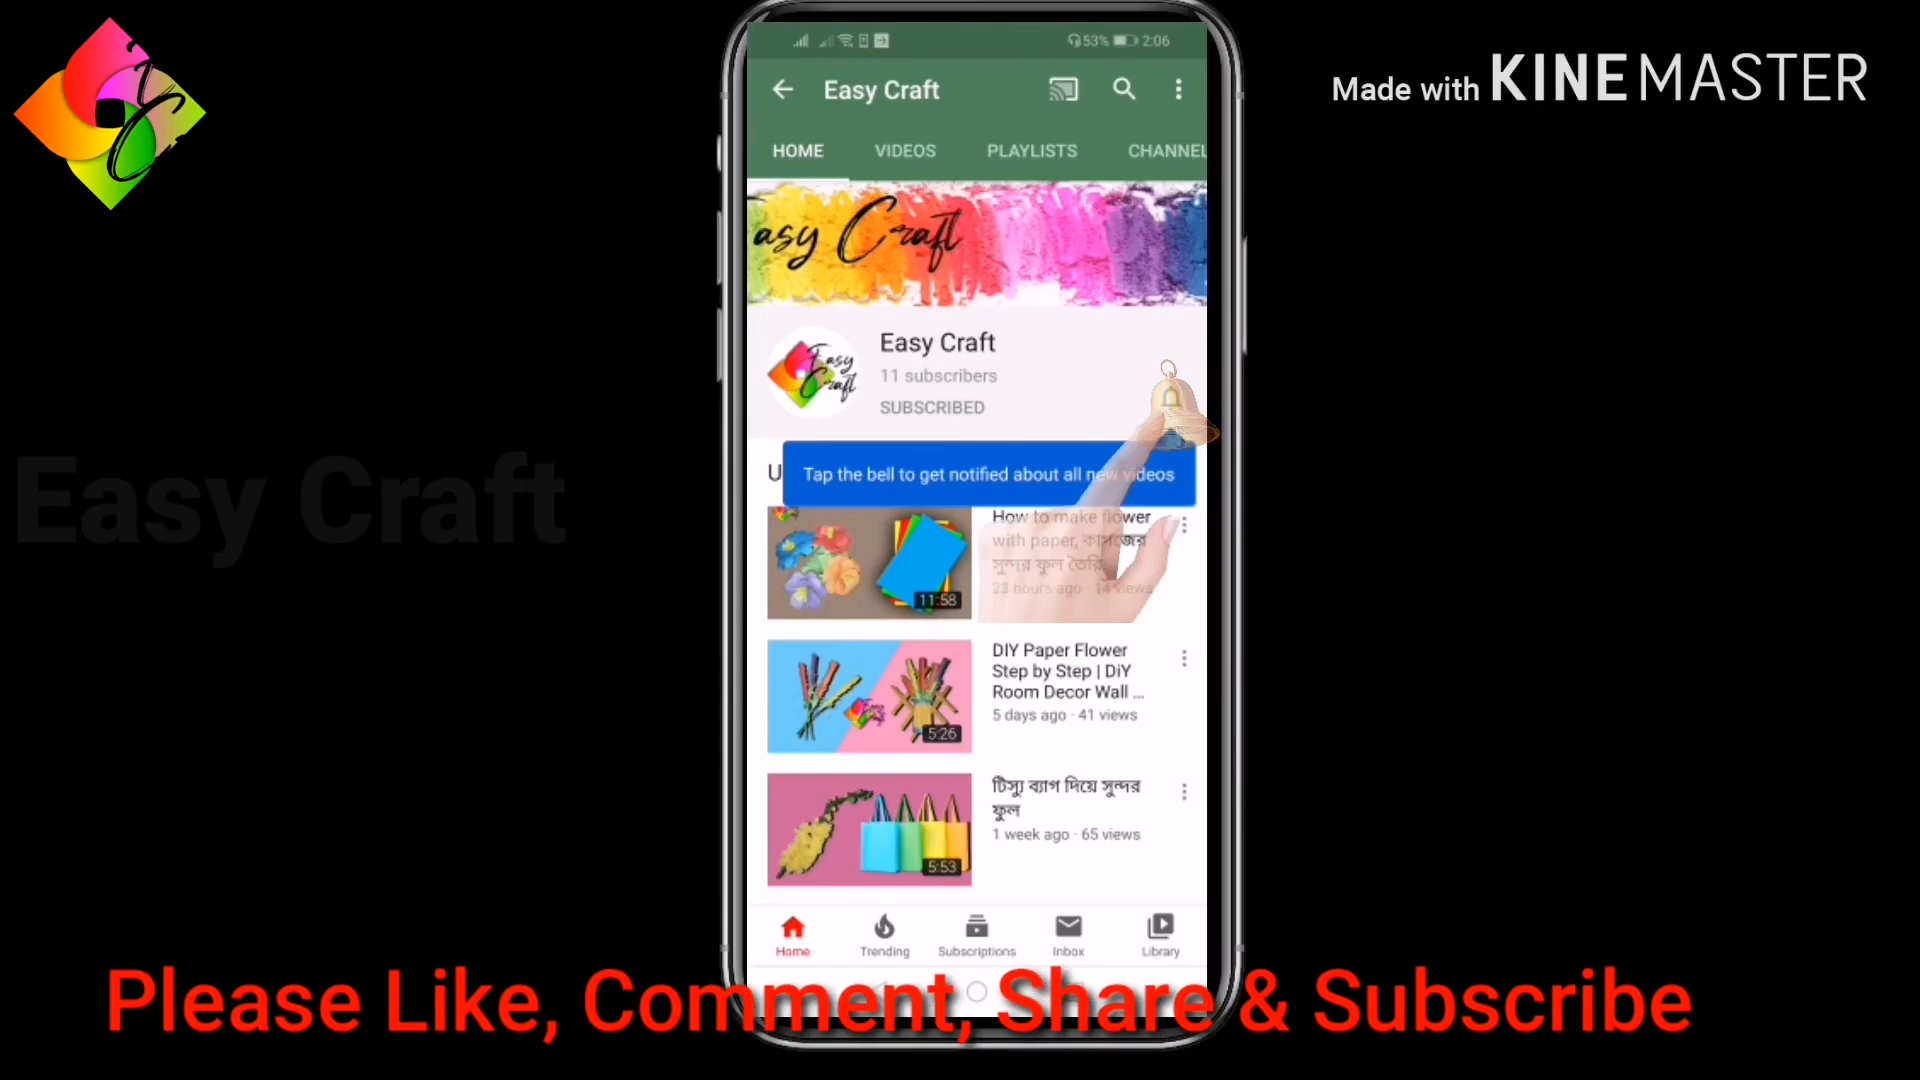 Made with KINEMASTER
53% 2:06
Easy Craft
HOME VIDEOS PLAYLISTS CHANNEL
asy Craft
Easy Craft
Easy Craft
11 subscribers
SUBSCRIBED
Tap the bell to get notified about all new videos
U
How to make flower
with paper, কাগজের
সুন্দর ফুল তৈরি
23 hours ago · 14 views
11:58
DIY Paper Flower
Step by Step | DiY
Room Decor Wall ...
5 days ago · 41 views
5:26
টিস্যু ব্যাগ দিয়ে সুন্দর
ফুল
1 week ago · 65 views
5:53
Home Trending Subscriptions Inbox Library
Easy Craft
Please Like, Comment, Share & Subscribe